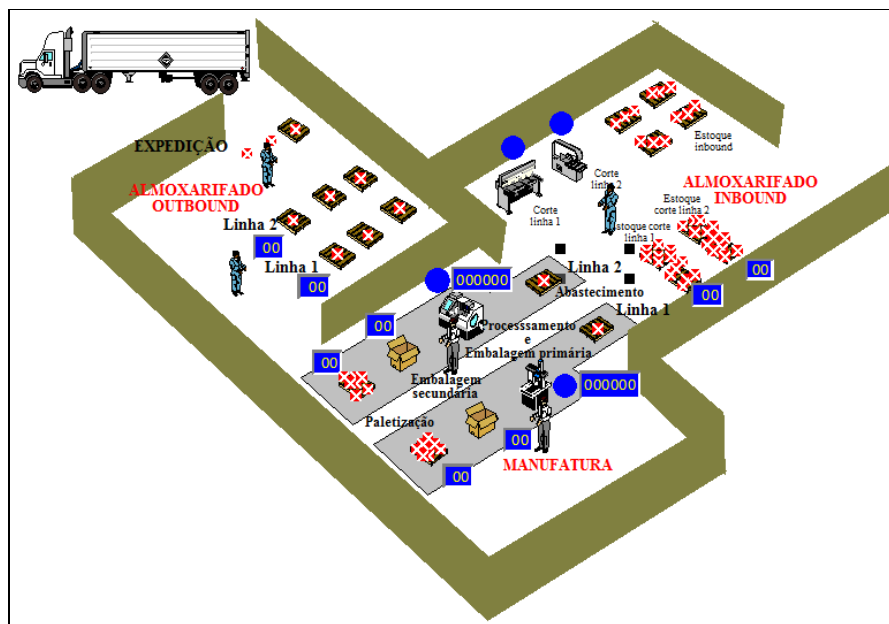 EXPEDIÇÃO
ALMOXARIFADO
OUTBOUND
Linha 2
00
Linha 1
00
Estoque
inbound
Corte
linha 2
Corte
linha 1
ALMOXARIFADO
INBOUND
Estoque
corte linha 2
Estoque corte
linha 1
00
00
Linha 2
Abastecimento
Linha 1
000000
Processsamento
e
Embalagem primária
00
00
Embalagem
secundária
000000
Paletização
00
00
MANUFATURA